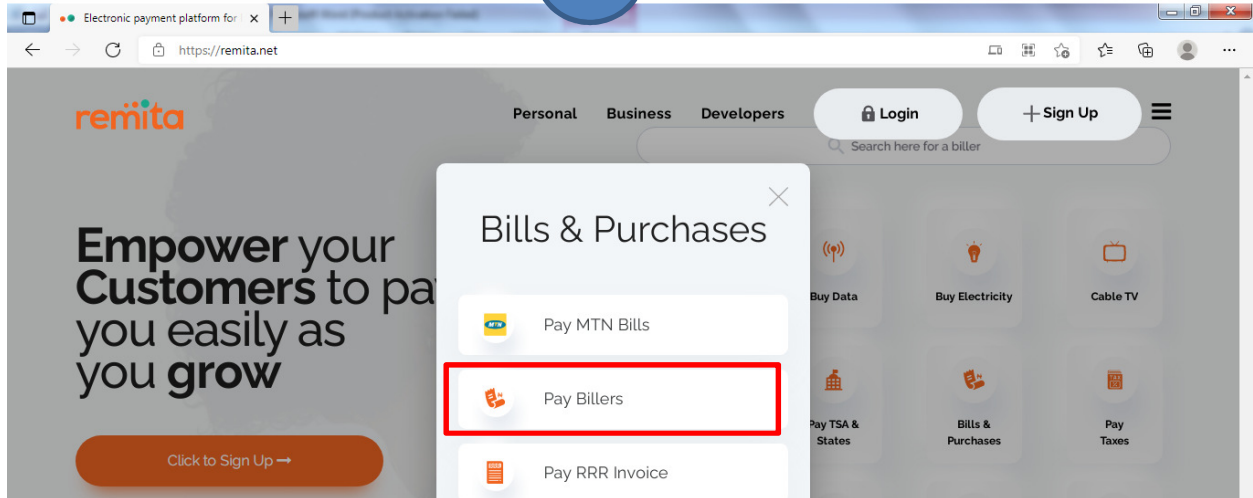 Electronic payment platform for
https://remita.net
remita
Personal Business Developers Login Sign Up
Search here for a biller
Bills & Purchases
Empower your
Customers to pa
you easily as
you grow
Click to Sign Up
Pay MTN Bills
Pay Billers
Pay RRR Invoice
Buy Data Buy Electricity Cable TV
Pay TSA & Bills & Pay
States Purchases Taxes